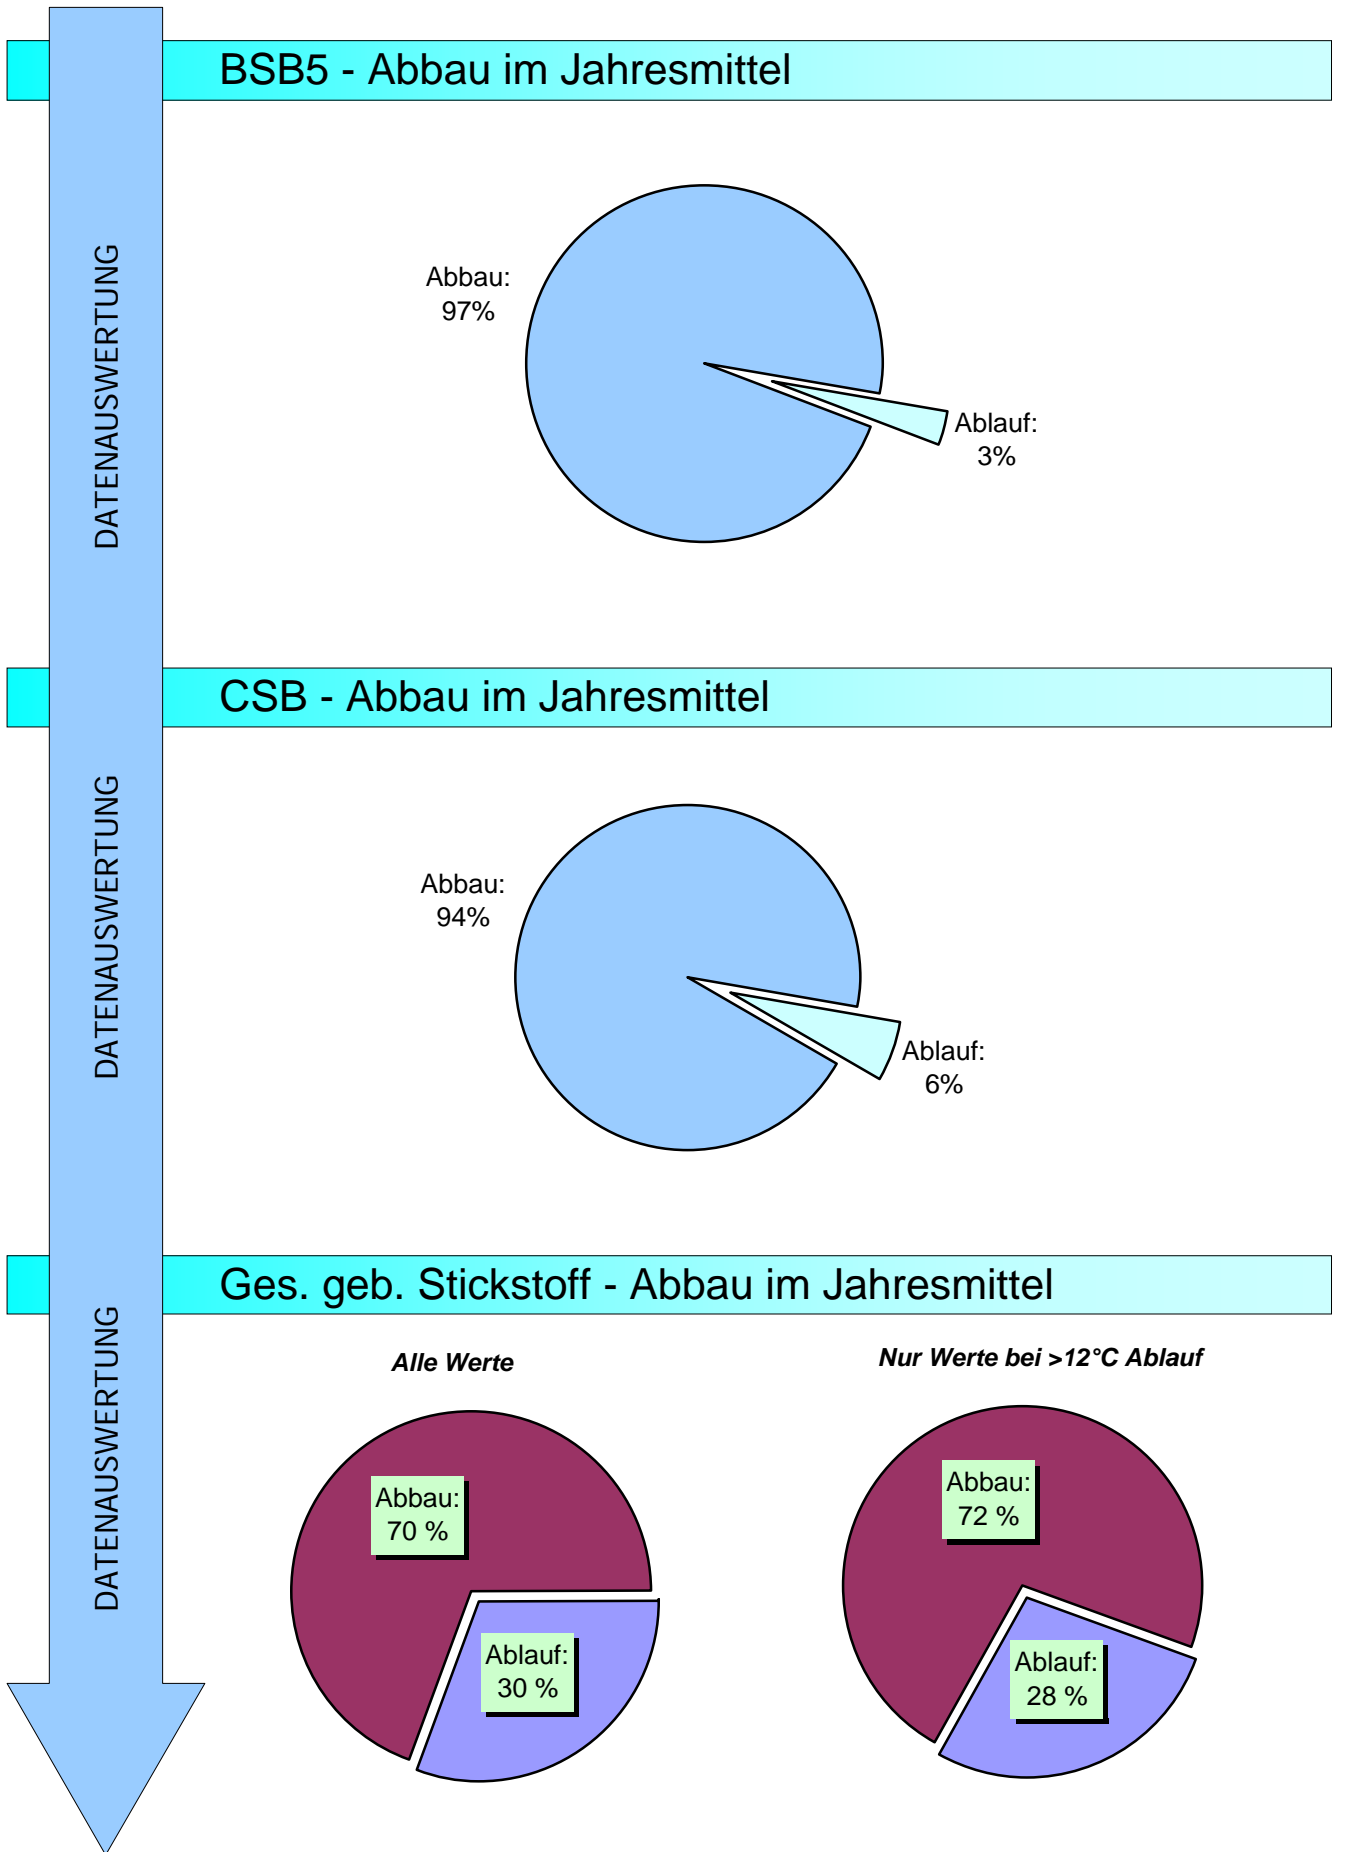 BSB5 - Abbau im Jahresmittel
DATENAUSWERTUNG
Abbau:
97%
Ablauf:
3%
CSB - Abbau im Jahresmittel
DATENAUSWERTUNG
Abbau:
94%
Ablauf:
6%
Ges. geb. Stickstoff - Abbau im Jahresmittel
DATENAUSWERTUNG
Alle Werte
Abbau:
70 %
Ablauf:
30 %
Nur Werte bei >12°C Ablauf
Abbau:
72 %
Ablauf:
28 %